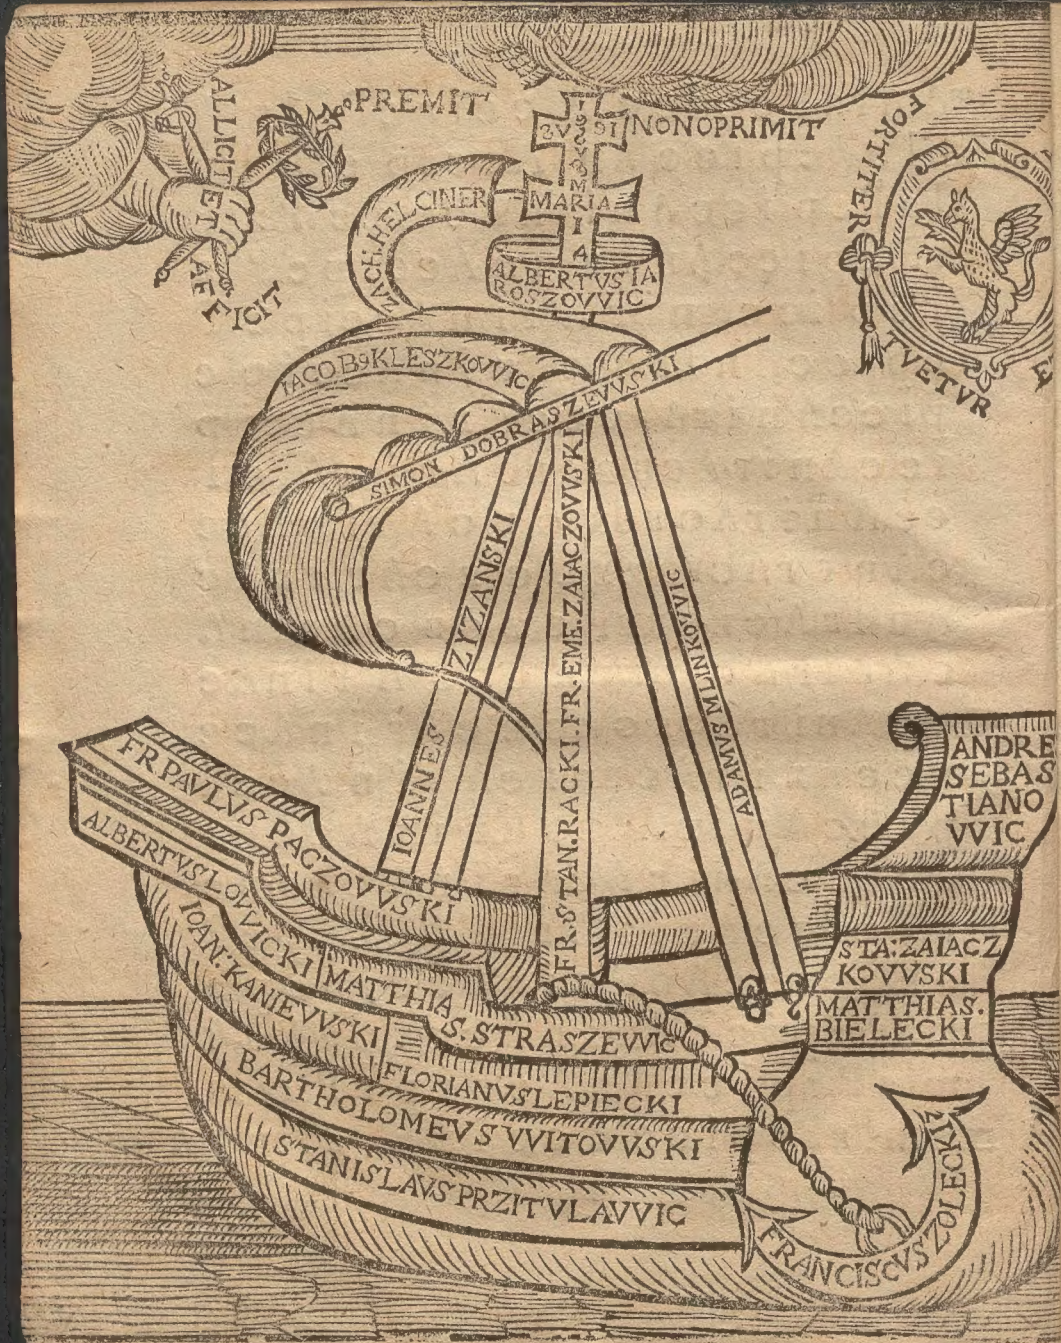 ALLICIT ET AFFICIT
PREMIT
NON OPRIMIT
FORTITER
TVETVR
MARIA
ZACH. HELCINER
ALBERTVS IA
ROSZOVVIC
IACOB9 KLESZKOVVIC
SIMON DOBRASZEVVSKI
IOANNES ZYZANSKI
FR. STAN. RACKI. FR. EME. ZAIACZOVVSKI
ADAMVS MLINKOVVIC
ANDRE
SEBAS
TIANO
VVIC
FR. PAVLVS PACZOVVSKI
ALBERTVS LOVVICKI
MATTHIAS. STRASZEVVIC
STA: ZAIACZ
KOVVSKI
MATTHIAS.
BIELECKI
IOAN: KANIEVVSKI
FLORIANVS LEPIECKI
BARTHOLOMEVS VVITOVVSKI
STANISLAVS PRZITVLAVVIC
FRANCISCVS ZOLECKI